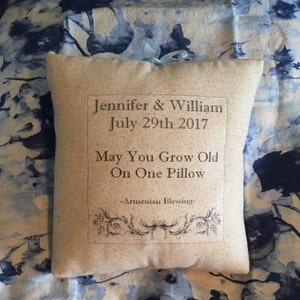 Jennifer & William
July 29th 2017
May You Grow Old
On One Pillow
-Armenian Blessing-